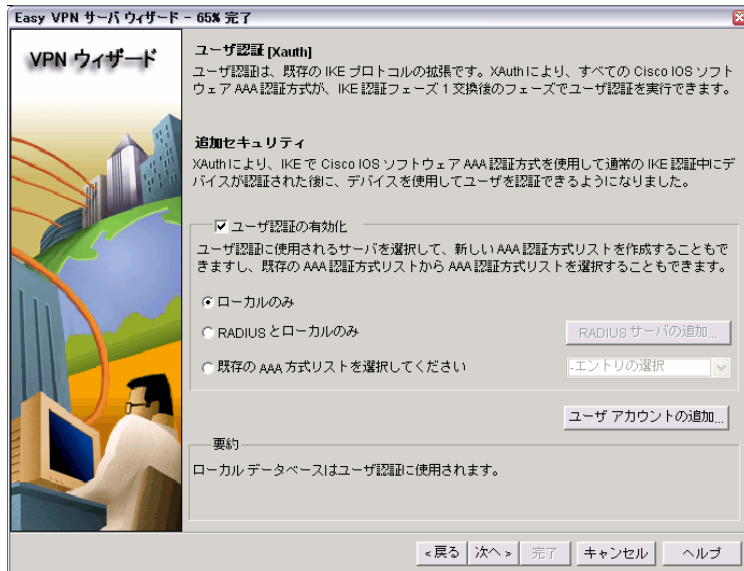 Easy VPN サーバ ウィザード - 65% 完了
VPN ウィザード
ユーザ認証 [Xauth]
ユーザ認証は、既存の IKE プロトコルの拡張です。XAuth により、すべての Cisco IOS ソフト
ウェア AAA 認証方式が、IKE 認証フェーズ 1 交換後のフェーズでユーザ認証を実行できます。
追加セキュリティ
XAuth により、IKE で Cisco IOS ソフトウェア AAA 認証方式を使用して通常の IKE 認証中にデ
バイスが認証された後に、デバイスを使用してユーザを認証できるようになりました。
ユーザ認証の有効化
ユーザ認証に使用されるサーバを選択して、新しい AAA 認証方式リストを作成することもで
きますし、既存の AAA 認証方式リストから AAA 認証方式リストを選択することもできます。
ローカルのみ
RADIUS とローカルのみ
RADIUS サーバの追加...
既存の AAA 方式リストを選択してください
-エントリの選択
ユーザ アカウントの追加...
要約
ローカル データベースはユーザ認証に使用されます。
<戻る 次へ> 完了 キャンセル ヘルプ